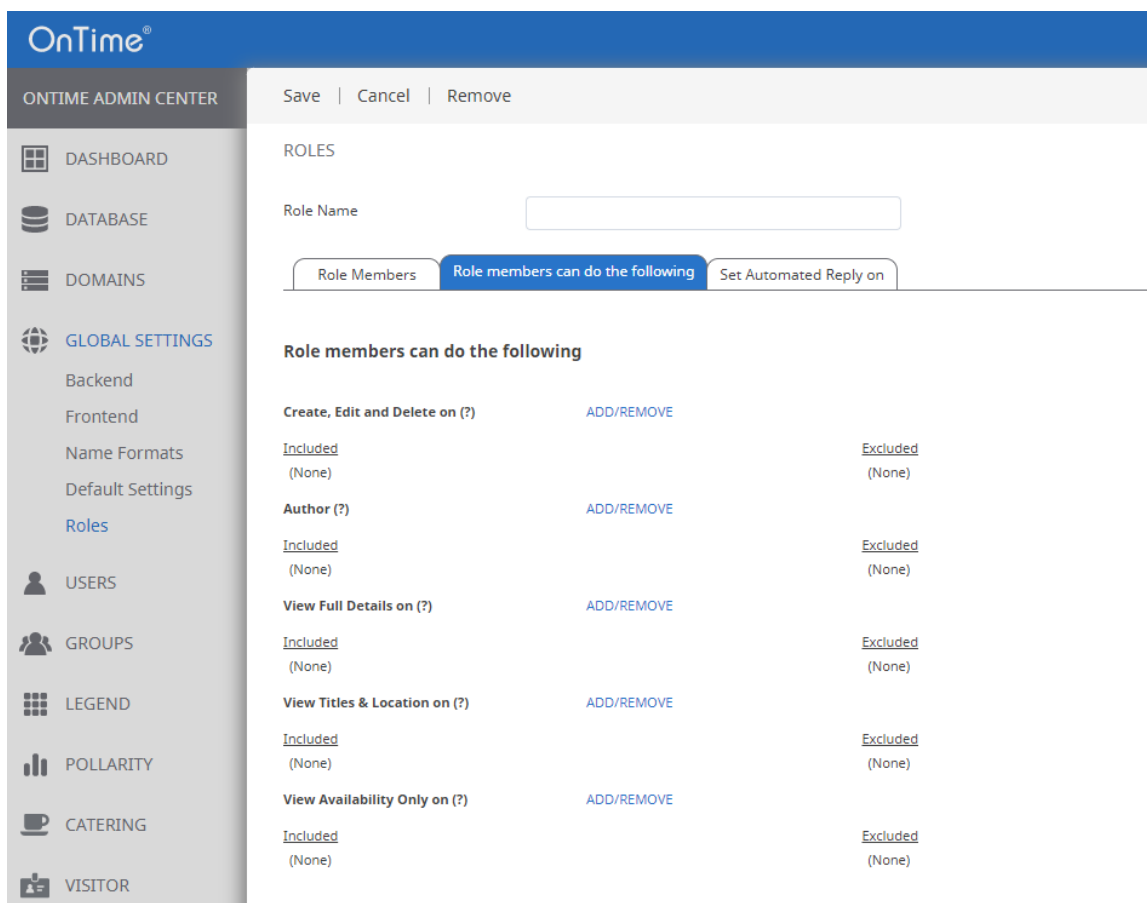 OnTime®
ONTIME ADMIN CENTER
DASHBOARD
DATABASE
DOMAINS
GLOBAL SETTINGS
Backend
Frontend
Name Formats
Default Settings
Roles
USERS
GROUPS
LEGEND
POLLARITY
CATERING
VISITOR
Save | Cancel | Remove
ROLES
Role Name
Role Members Role members can do the following Set Automated Reply on
Role members can do the following
Create, Edit and Delete on (?) ADD/REMOVE
Included Excluded
(None) (None)
Author (?) ADD/REMOVE
Included Excluded
(None) (None)
View Full Details on (?) ADD/REMOVE
Included Excluded
(None) (None)
View Titles & Location on (?) ADD/REMOVE
Included Excluded
(None) (None)
View Availability Only on (?) ADD/REMOVE
Included Excluded
(None) (None)